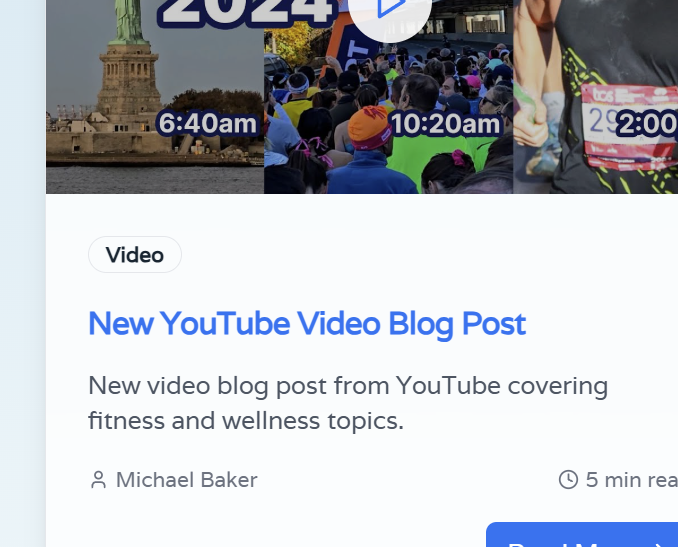 2024
6:40am
10:20am
2:00
tcs
29
Video
New YouTube Video Blog Post
New video blog post from YouTube covering
fitness and wellness topics.
Michael Baker
5 min rea